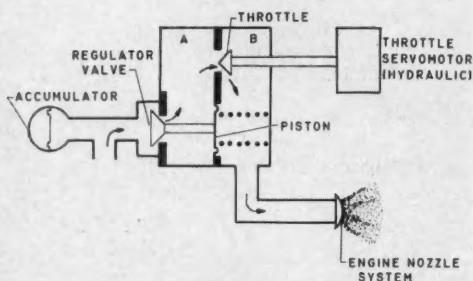 THROTTLE
A
B
REGULATOR
VALVE
THROTTLE
SERVOMOTOR
(HYDRAULIC)
ACCUMULATOR
PISTON
ENGINE NOZZLE
SYSTEM